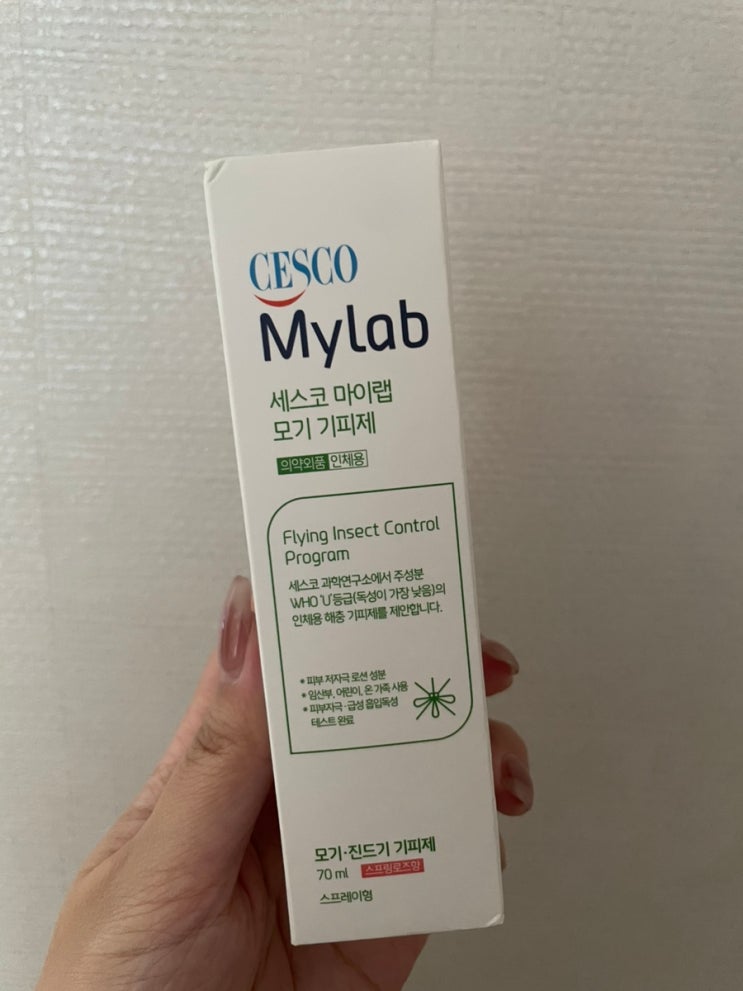 CESCO
Mylab
세스코 마이랩
모기 기피제
의약외품 인체용
Flying Insect Control
Program
세스코 과학연구소에서 주성분
WHO 'U'등급(독성이 가장 낮음)의
인체용 해충 기피제를 제안합니다.
* 피부 저자극 로션 성분
* 임산부, 어린이, 온 가족 사용
* 피부자극·급성 흡입독성
테스트 완료
모기·진드기 기피제
70 ml 스프링로즈향
스프레이형